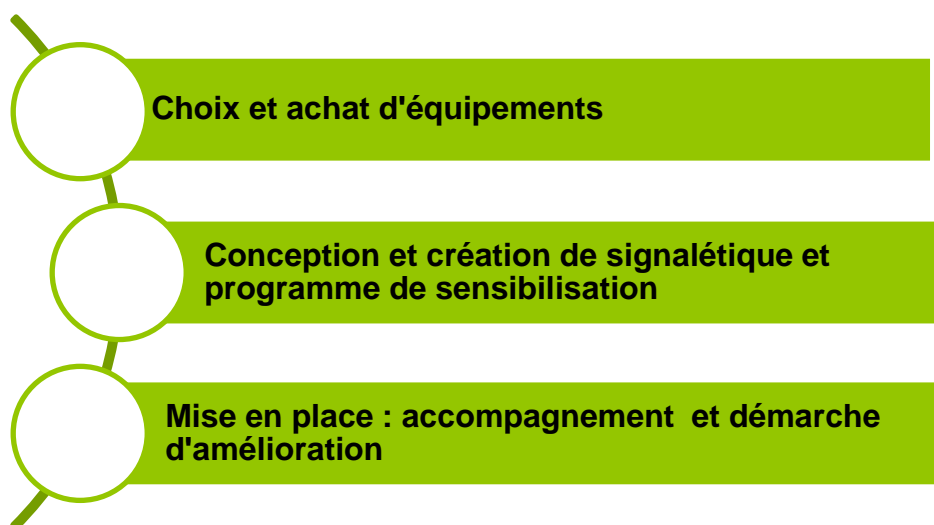 Choix et achat d'équipements
Conception et création de signalétique et
programme de sensibilisation
Mise en place : accompagnement  et démarche
d'amélioration